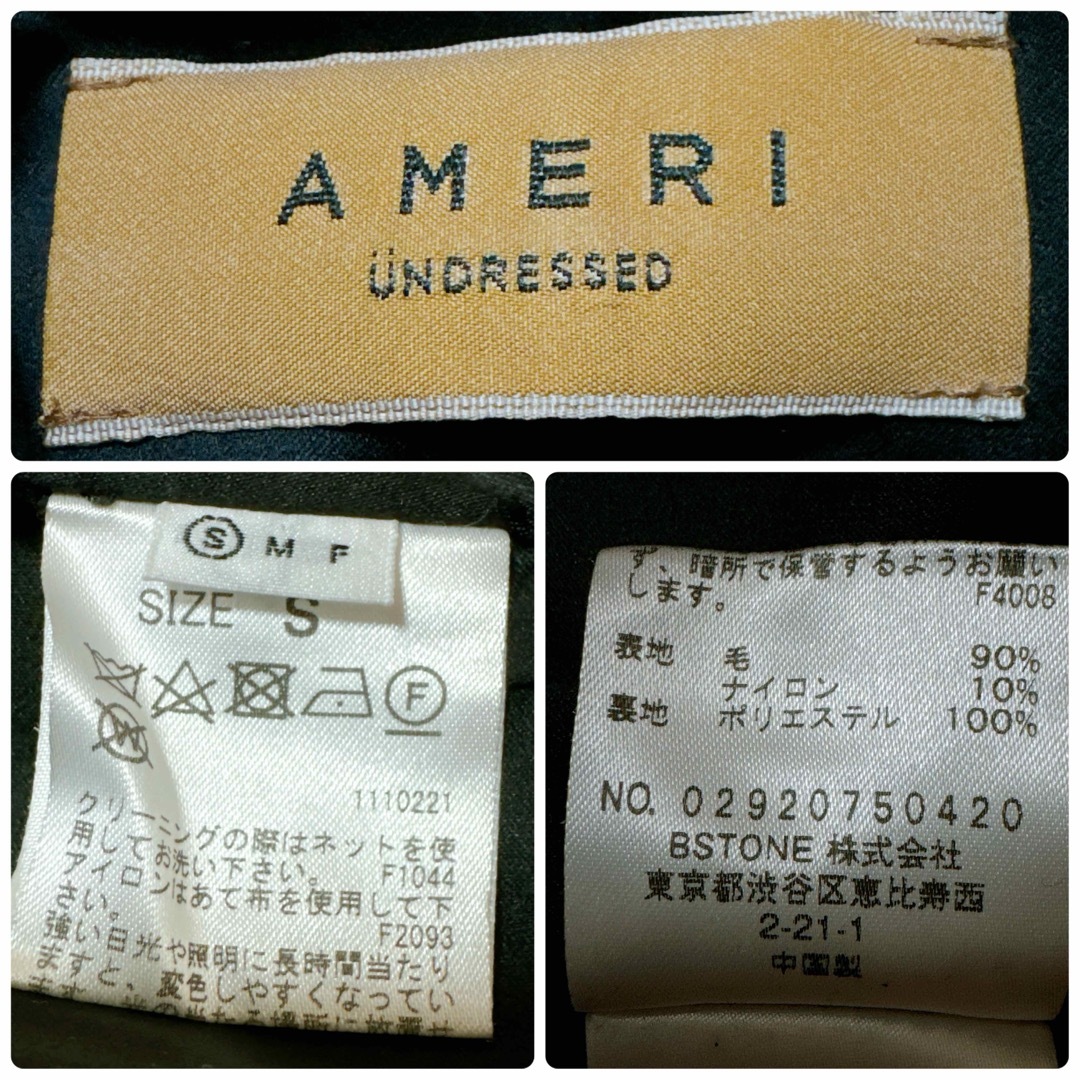 AMERI
ÜNDRESSED
S M F
SIZE S
F
W
1110221
クリーニングの際はネットを使
用してお洗い下さい。 F1044
アイロンはあて布を使用して下
さい。 F2093
強い日光や照明に長時間当たり
ますと、変色しやすくなってい
ず、暗所で保管するようお願い
します。 F4008
表地 毛 90%
ナイロン 10%
裏地 ポリエステル 100%
NO. 02920750420
BSTONE 株式会社
東京都渋谷区恵比寿西
2-21-1
中国製